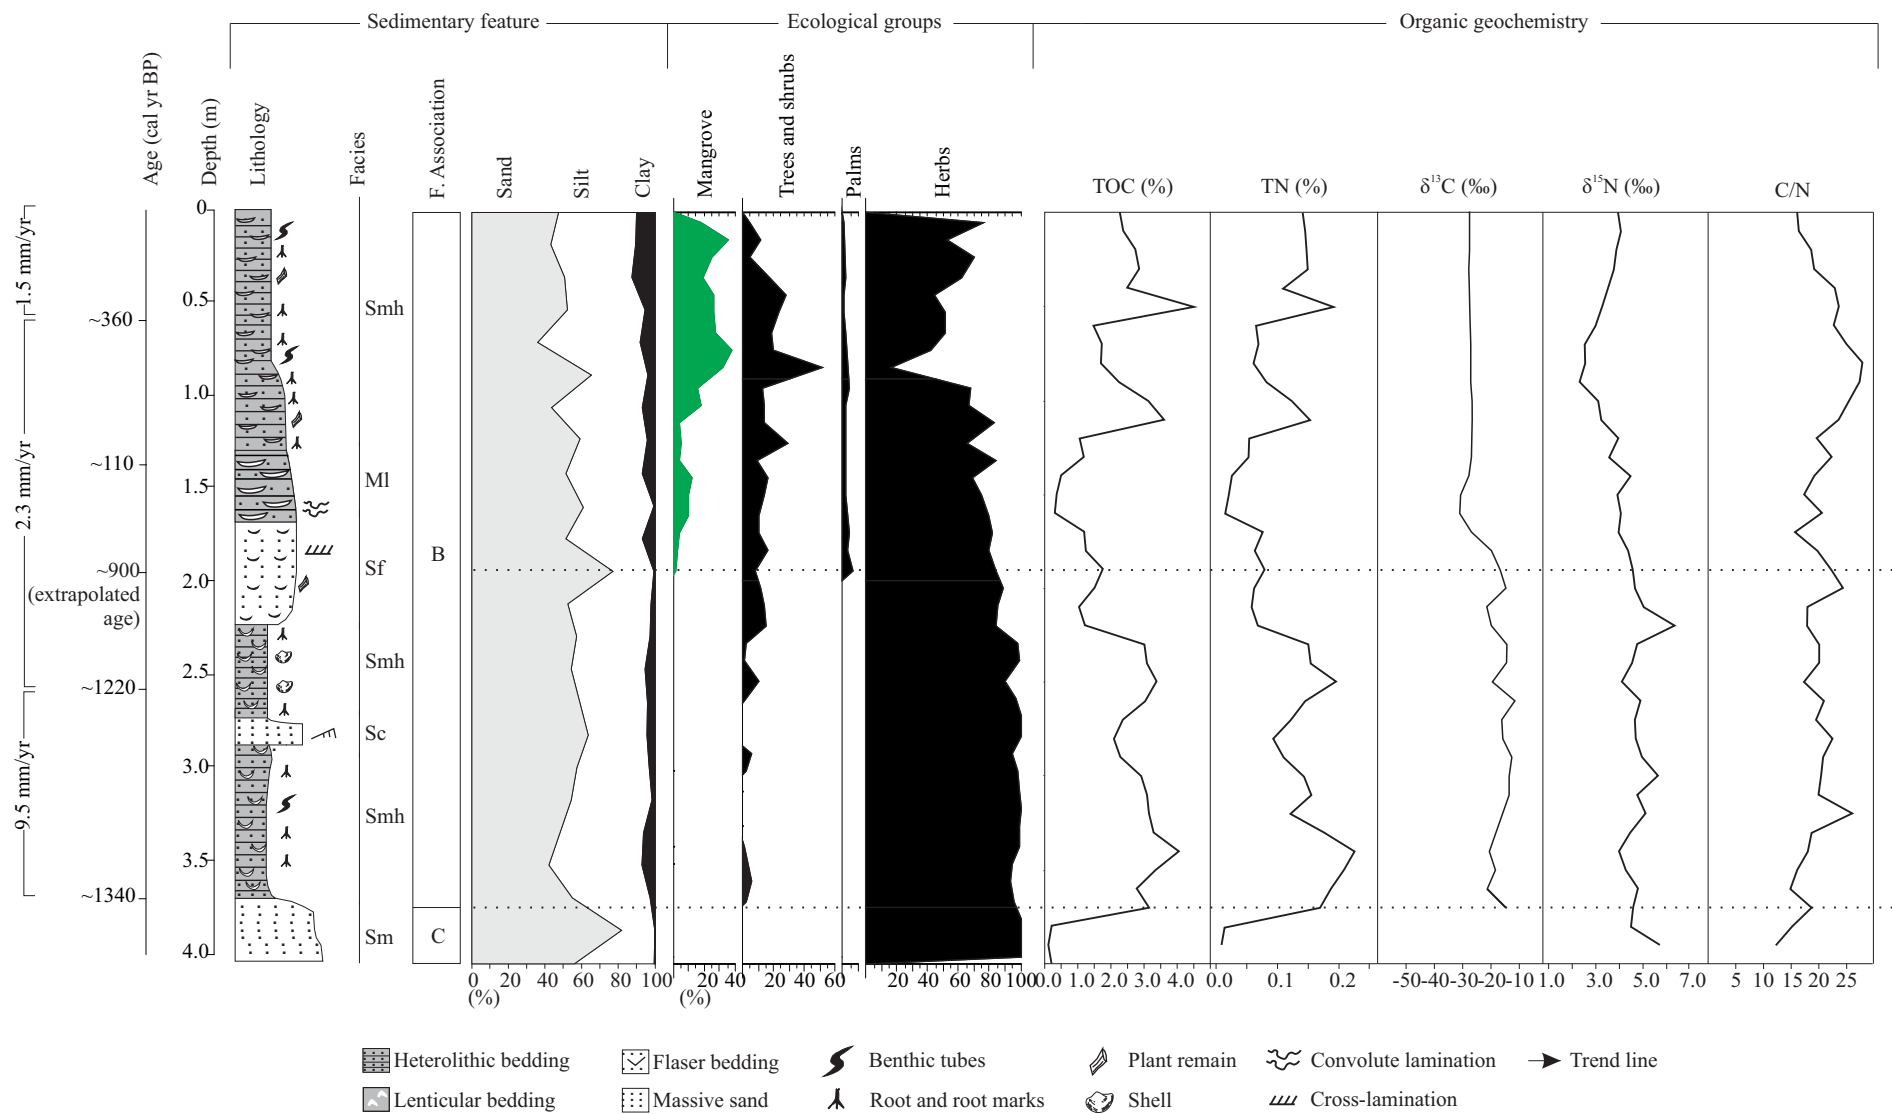 Sedimentary feature
Ecological groups
Organic geochemistry
Age (cal yr BP)
Depth (m)
Lithology
Facies
F. Association
Sand
Silt
Clay
Mangrove
Trees and shrubs
Palms
Herbs
TOC (%)
TN (%)
δ¹³C (‰)
δ¹⁵N (‰)
C/N
1.5 mm/yr
2.3 mm/yr
9.5 mm/yr
~360
~110
~900
(extrapolated
age)
~1220
~1340
0
0.5
1.0
1.5
2.0
2.5
3.0
3.5
4.0
Smh
Ml
Sf
Smh
Sc
Smh
Sm
B
C
0 20 40 60 80 100
(%)
20 40
(%)
20 40 60
20 40 60 80 100
0.0 1.0 2.0 3.0 4.0
0.0 0.1 0.2
-50 -40 -30 -20 -10
1.0 3.0 5.0 7.0
5 10 15 20 25
Heterolithic bedding
Flaser bedding
Benthic tubes
Plant remain
Convolute lamination
Trend line
Lenticular bedding
Massive sand
Root and root marks
Shell
Cross-lamination